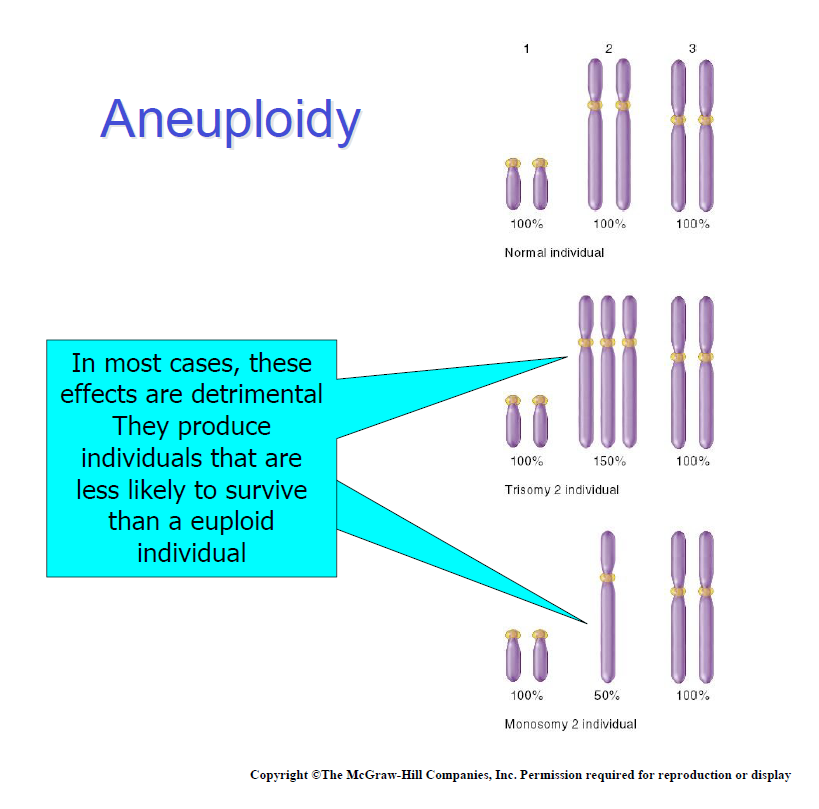 Aneuploidy
1 2 3
100% 100% 100%
Normal individual
In most cases, these
effects are detrimental
They produce
individuals that are
less likely to survive
than a euploid
individual
100% 150% 100%
Trisomy 2 individual
100% 50% 100%
Monosomy 2 individual
Copyright ©The McGraw-Hill Companies, Inc. Permission required for reproduction or display